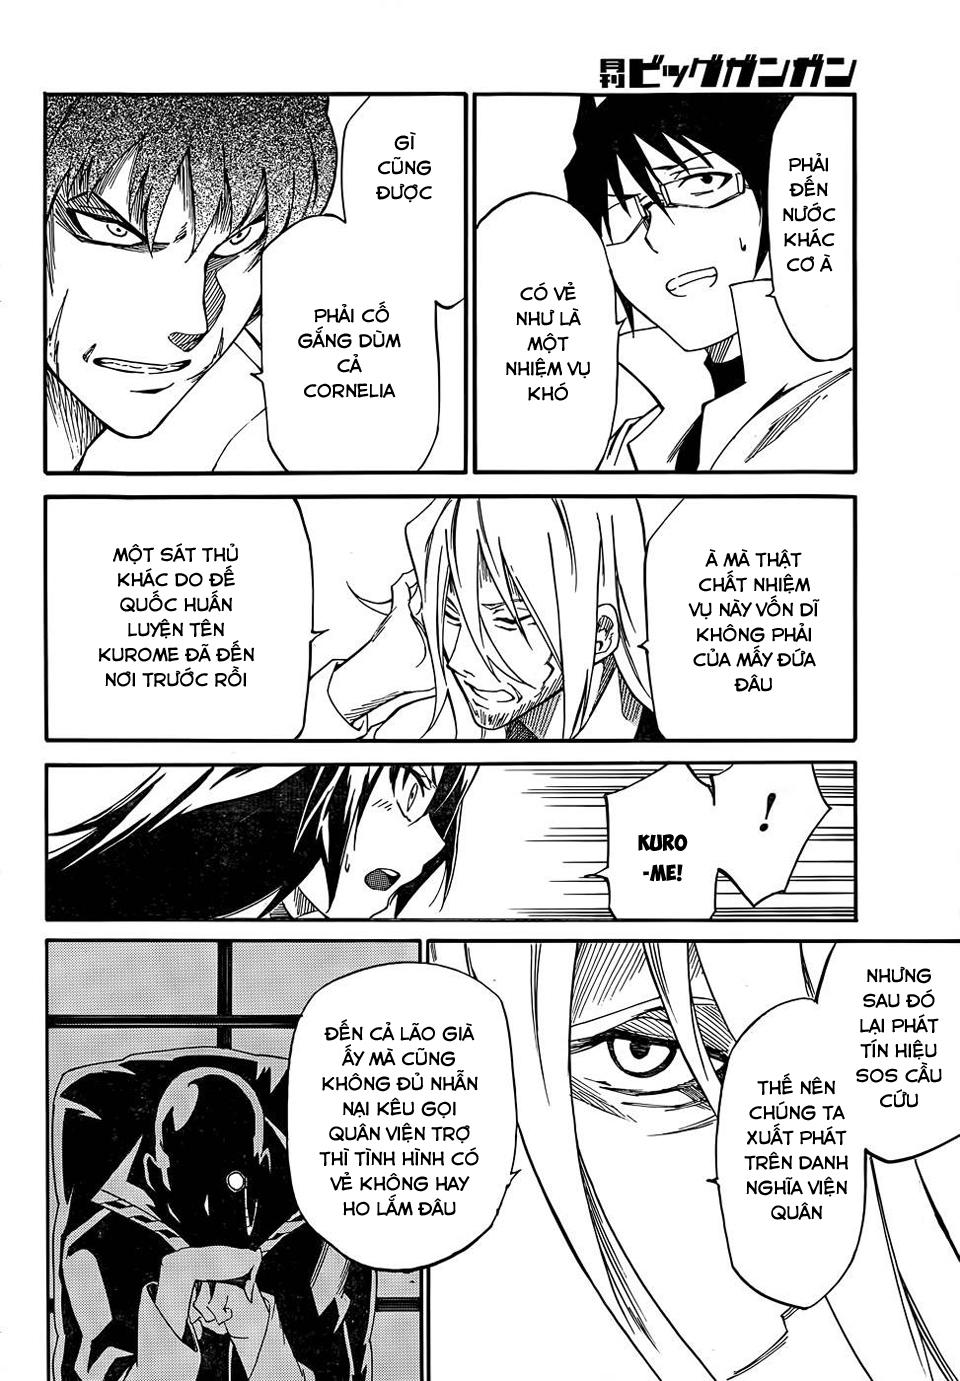 月刊ビッグガンガン
PHẢI
ĐẾN
NƯỚC
KHÁC
CƠ À
CÓ VẺ
NHƯ LÀ
MỘT
NHIỆM VỤ
KHÓ
GÌ
CŨNG
ĐƯỢC
PHẢI CỐ
GẮNG DÙM
CẢ
CORNELIA
À MÀ THẬT
CHẤT NHIỆM
VỤ NÀY VỐN DĨ
KHÔNG PHẢI
CỦA MẤY ĐỨA
ĐÂU
MỘT SÁT THỦ
KHÁC DO ĐẾ
QUỐC HUẤN
LUYỆN TÊN
KUROME ĐÃ ĐẾN
NƠI TRƯỚC RỒI
!
KURO
-ME!
NHƯNG
SAU ĐÓ
LẠI PHÁT
TÍN HIỆU
SOS CẦU
CỨU
THẾ NÊN
CHÚNG TA
XUẤT PHÁT
TRÊN DANH
NGHĨA VIỆN
QUÂN
ĐẾN CẢ LÃO GIÀ
ẤY MÀ CŨNG
KHÔNG ĐỦ NHẪN
NẠI KÊU GỌI
QUÂN VIỆN TRỢ
THÌ TÌNH HÌNH CÓ
VẺ KHÔNG HAY
HO LẮM ĐÂU